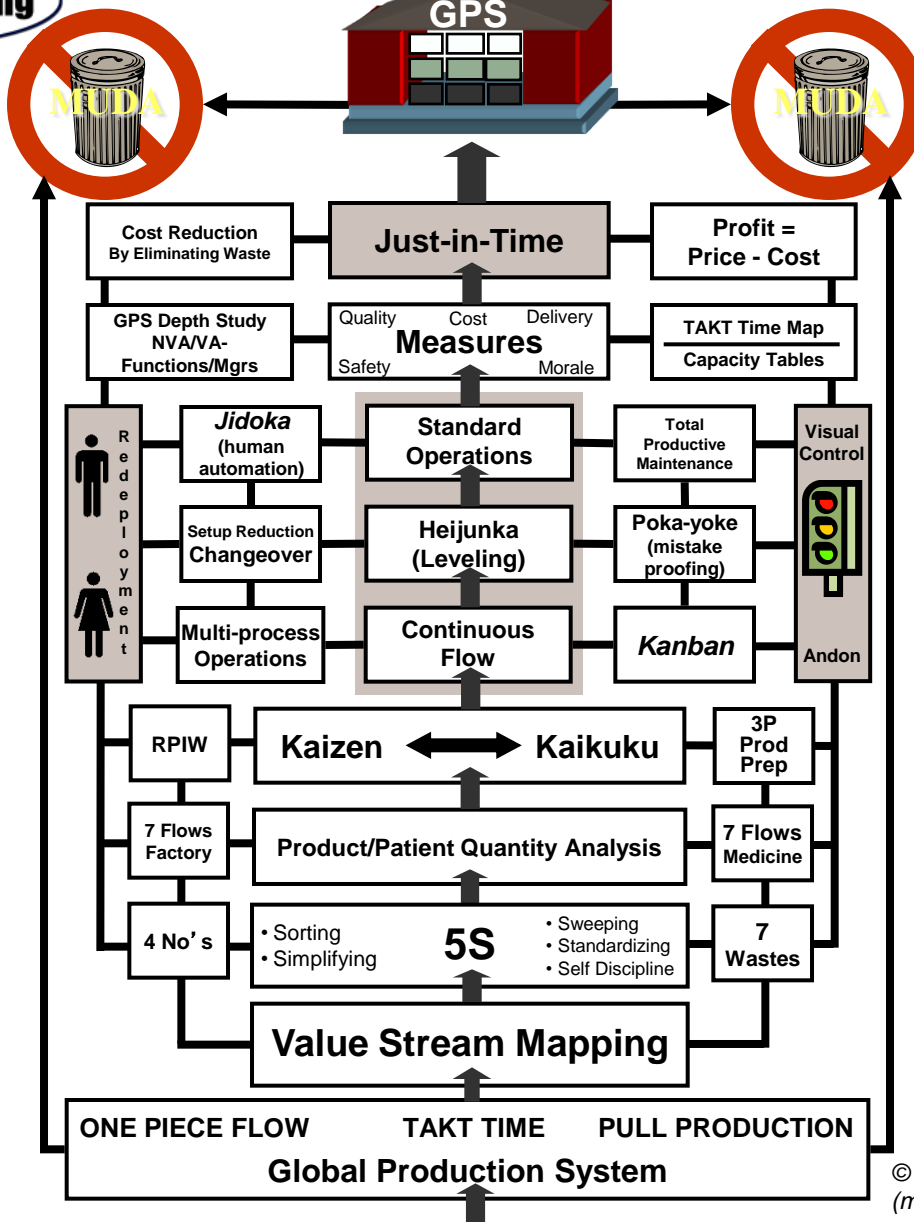 GPS
MUDA
MUDA
Cost Reduction
By Eliminating Waste
Just-in-Time
Profit =
Price - Cost
GPS Depth Study
NVA/VA-
Functions/Mgrs
Quality Cost Delivery
Measures
Safety Morale
TAKT Time Map
Capacity Tables
Redeployment
Jidoka
(human
automation)
Standard
Operations
Total
Productive
Maintenance
Visual
Control
Setup Reduction
Changeover
Heijunka
(Leveling)
Poka-yoke
(mistake
proofing)
Multi-process
Operations
Continuous
Flow
Kanban
Andon
RPIW
Kaizen Kaikuku
3P
Prod
Prep
7 Flows
Factory
Product/Patient Quantity Analysis
7 Flows
Medicine
4 No's
• Sorting
• Simplifying
5S
• Sweeping
• Standardizing
• Self Discipline
7
Wastes
Value Stream Mapping
ONE PIECE FLOW TAKT TIME PULL PRODUCTION
Global Production System
©